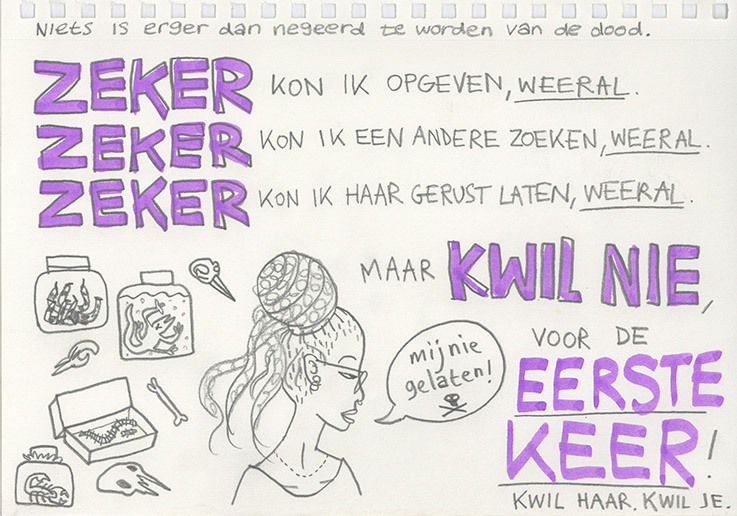 Niets is erger dan negeerd te worden van de dood.
ZEKER KON IK OPGEVEN, WEERAL.
ZEKER KON IK EEN ANDERE ZOEKEN, WEERAL.
ZEKER KON IK HAAR GERUST LATEN, WEERAL.
MAAR KWIL NIE,
VOOR DE
EERSTE
KEER!
KWIL HAAR. KWIL JE.
mij nie
gelaten!